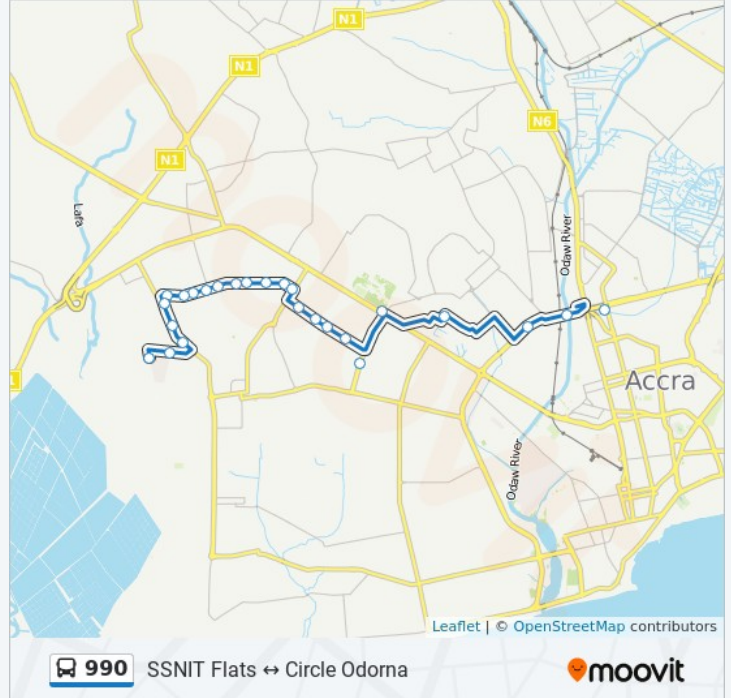 N1
N1
N6
N1
Lafa
Odaw River
Accra
1
Odaw River
Leaflet | © OpenStreetMap contributors
990 SSNIT Flats ↔ Circle Odorna
moovit